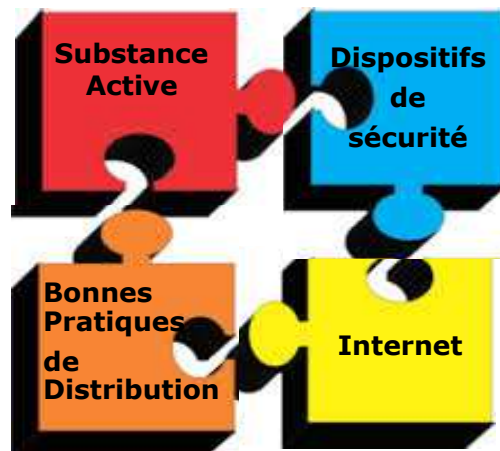 Substance
Active
Dispositifs
de
sécurité
Bonnes
Pratiques
de
Distribution
Internet